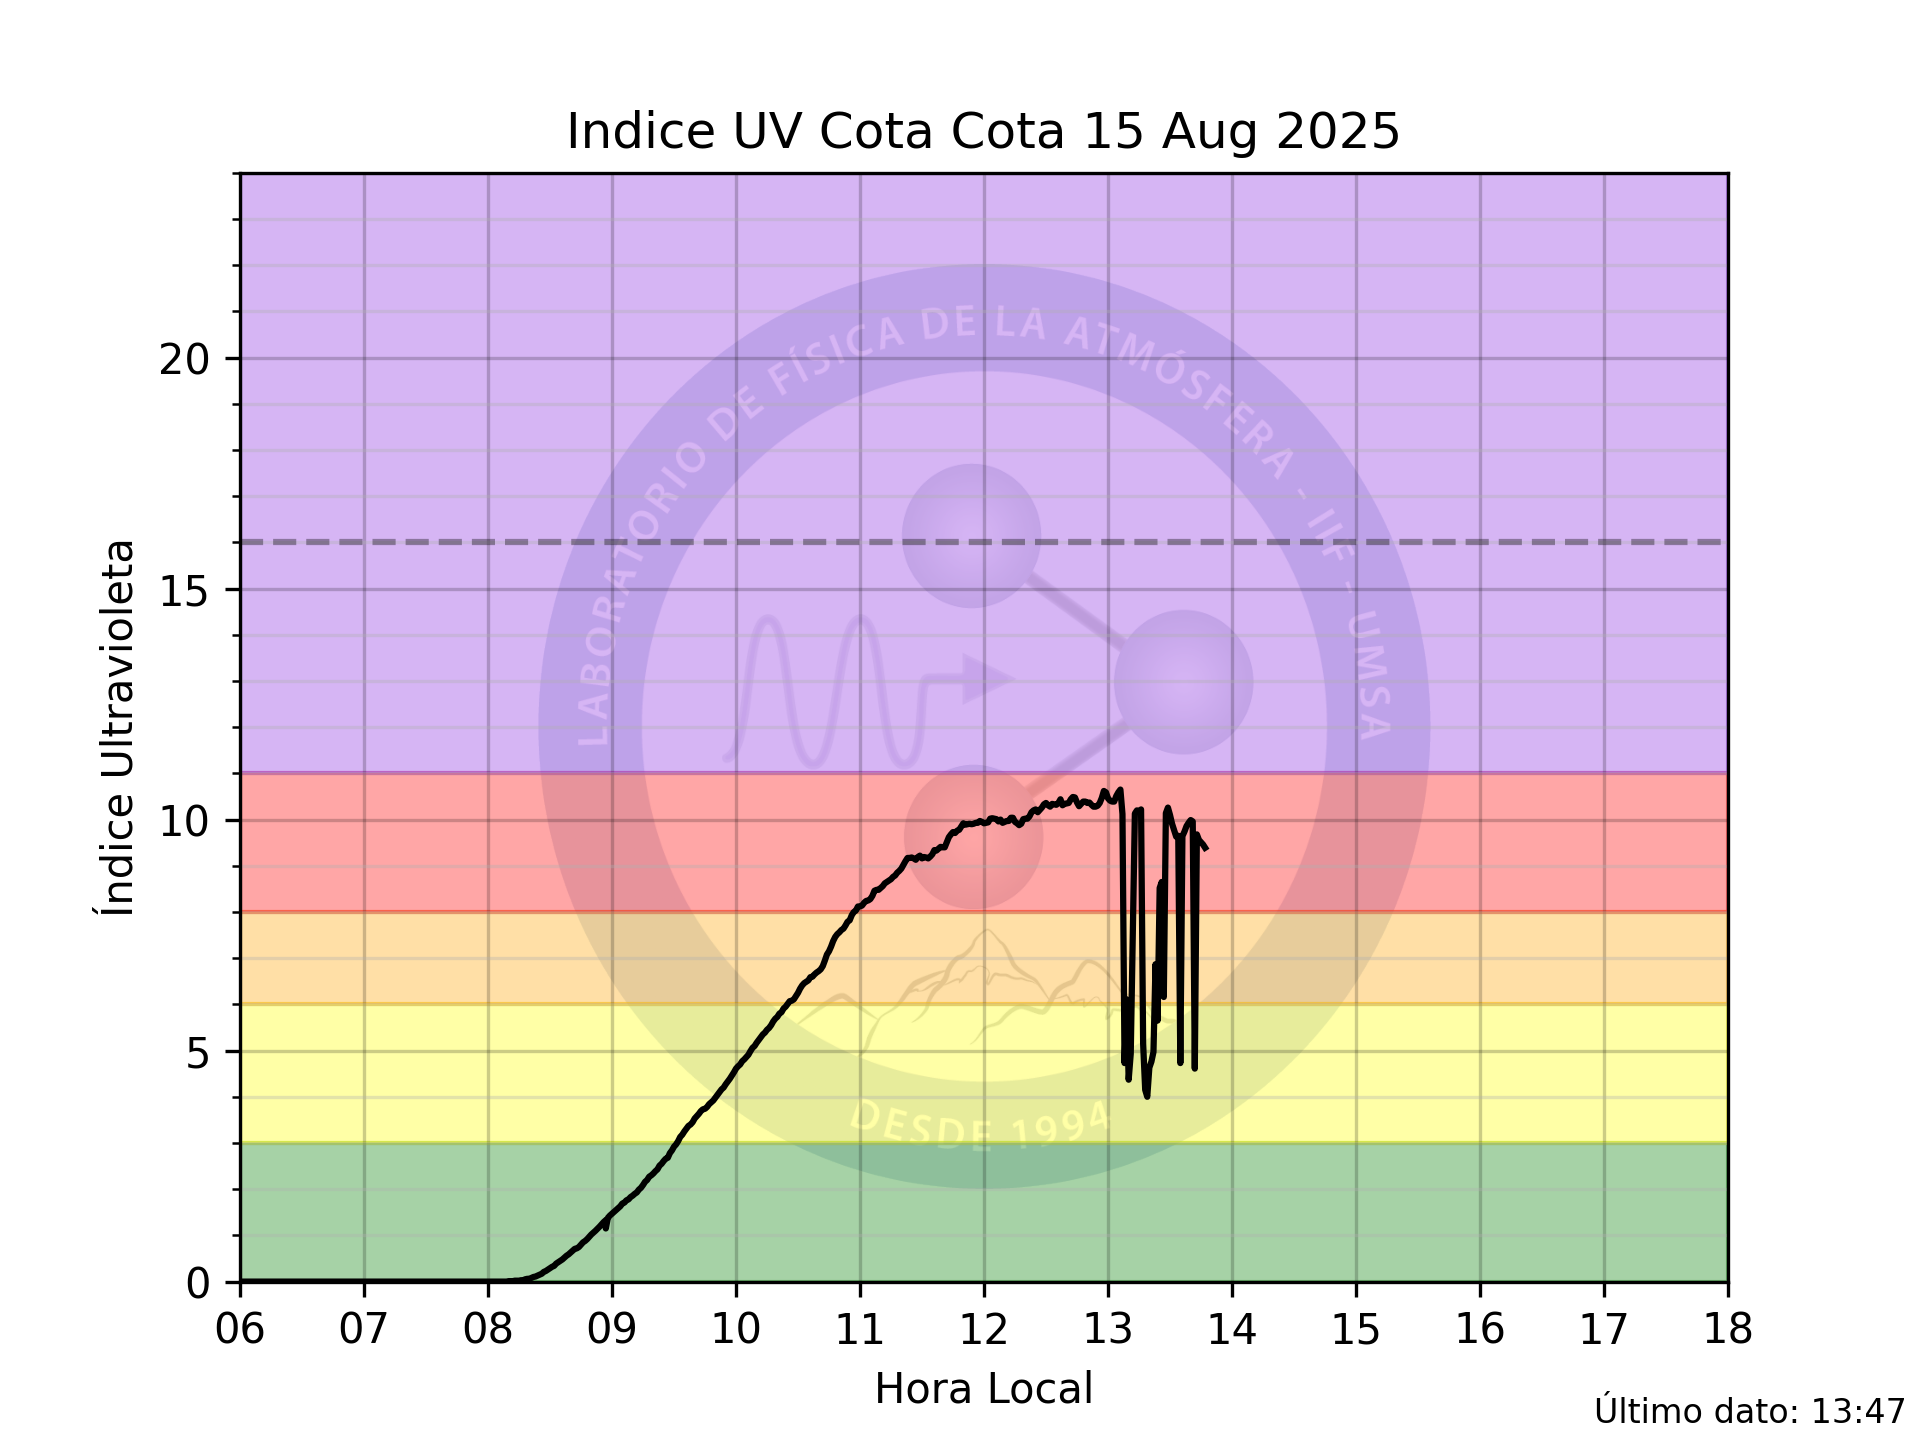 Indice UV Cota Cota 15 Aug 2025
Índice Ultravioleta
20
15
10
5
0
LABORATORIO DE FÍSICA DE LA ATMÓSFERA - IIF - UMSA
DESDE 1994
06 07 08 09 10 11 12 13 14 15 16 17 18
Hora Local
Último dato: 13:47